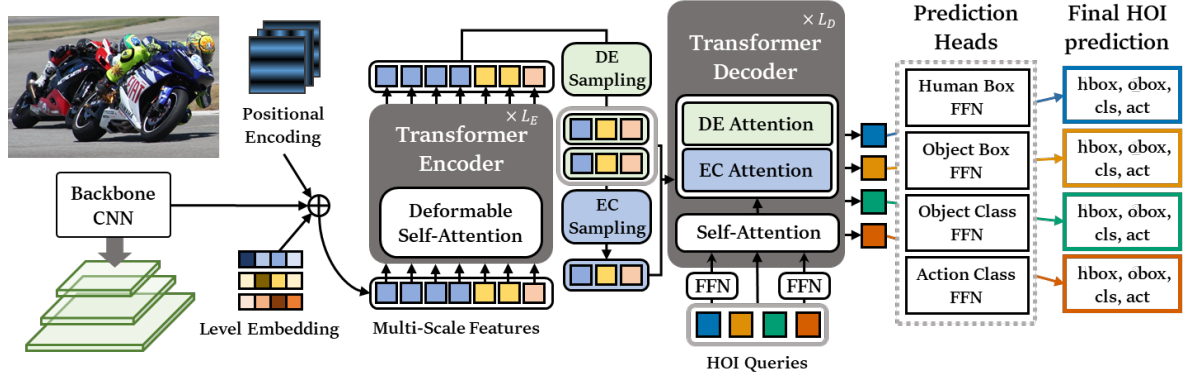 Positional
Encoding
Backbone
CNN
Level Embedding
× L_E
Transformer
Encoder
Deformable
Self-Attention
Multi-Scale Features
DE
Sampling
EC
Sampling
× L_D
Transformer
Decoder
DE Attention
EC Attention
Self-Attention
FFN
FFN
HOI Queries
Prediction
Heads
Human Box
FFN
Object Box
FFN
Object Class
FFN
Action Class
FFN
Final HOI
prediction
hbox, obox,
cls, act
hbox, obox,
cls, act
hbox, obox,
cls, act
hbox, obox,
cls, act
FIAT